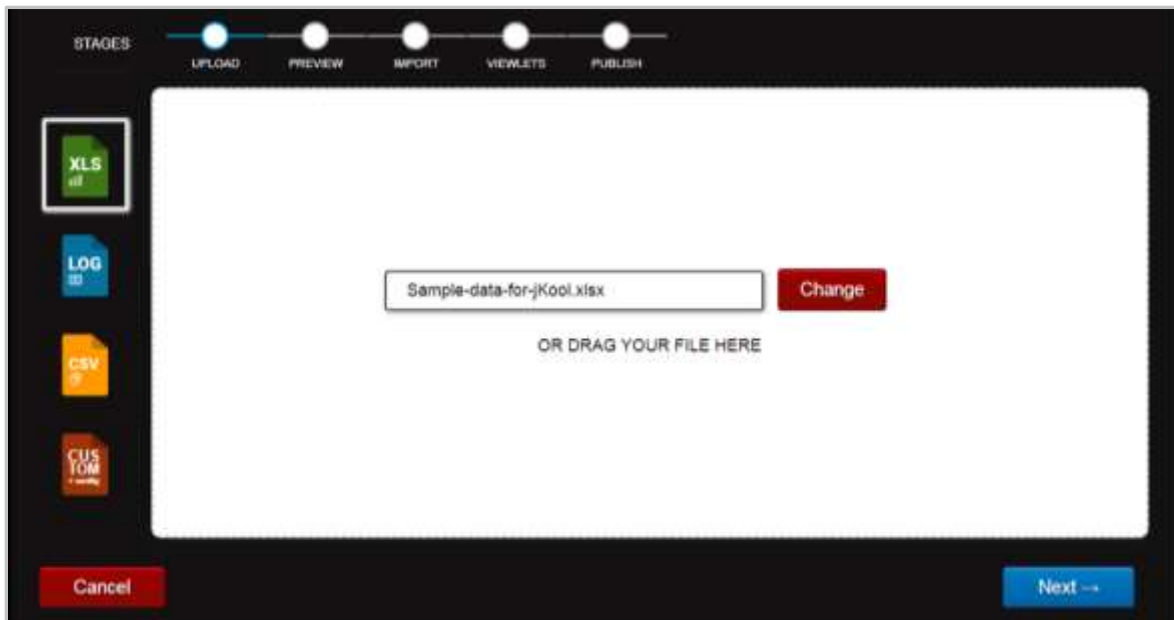 STAGES
UPLOAD PREVIEW IMPORT VIEWLETS PUBLISH
XLS
LOG
Sample-data-for-jKool.xlsx Change
OR DRAG YOUR FILE HERE
CSV
CUS
TOM
+ config
Cancel Next →